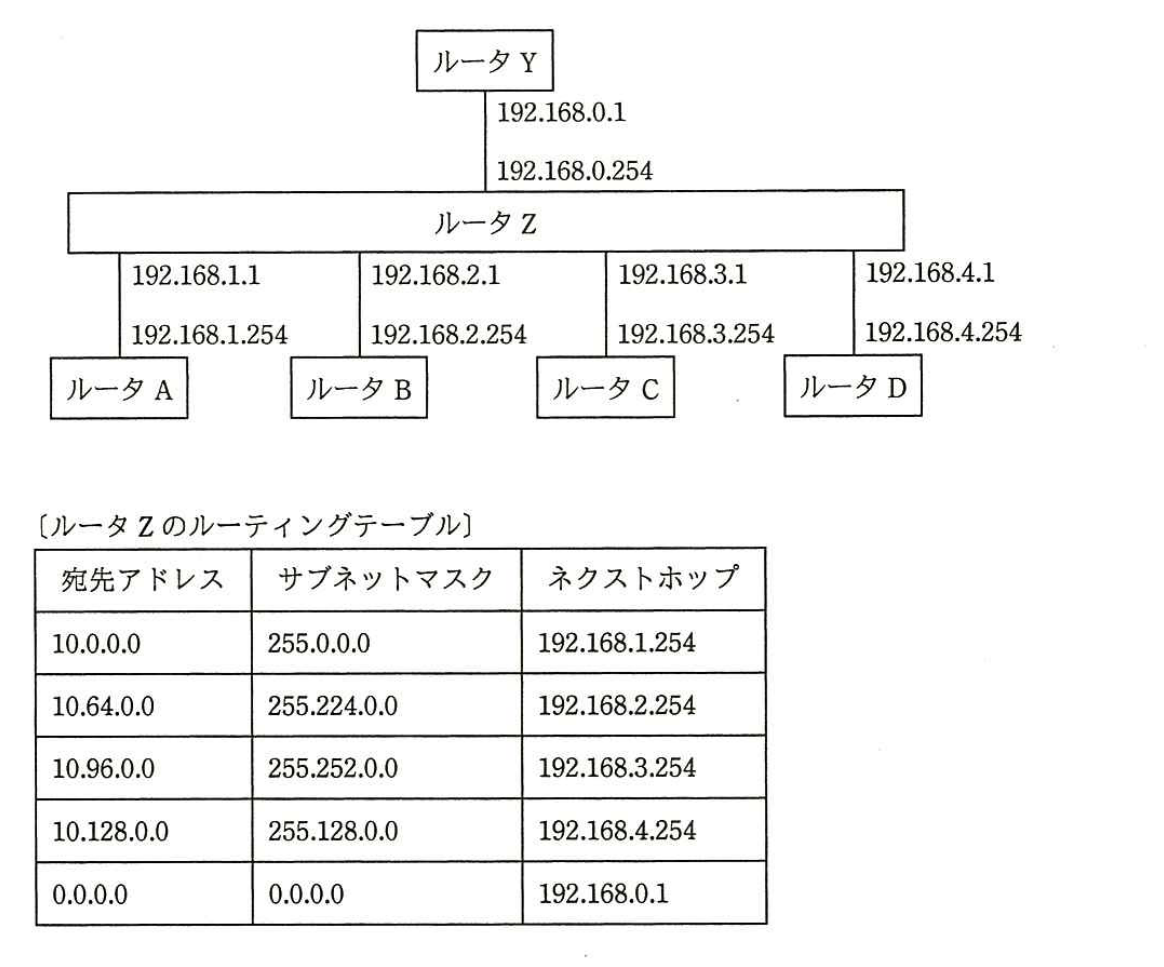 ルータ Y
192.168.0.1
192.168.0.254
ルータ Z
192.168.1.1 192.168.2.1 192.168.3.1 192.168.4.1
192.168.1.254 192.168.2.254 192.168.3.254 192.168.4.254
ルータ A ルータ B ルータ C ルータ D
〔ルータ Z のルーティングテーブル〕
宛先アドレス サブネットマスク ネクストホップ
10.0.0.0 255.0.0.0 192.168.1.254
10.64.0.0 255.224.0.0 192.168.2.254
10.96.0.0 255.252.0.0 192.168.3.254
10.128.0.0 255.128.0.0 192.168.4.254
0.0.0.0 0.0.0.0 192.168.0.1